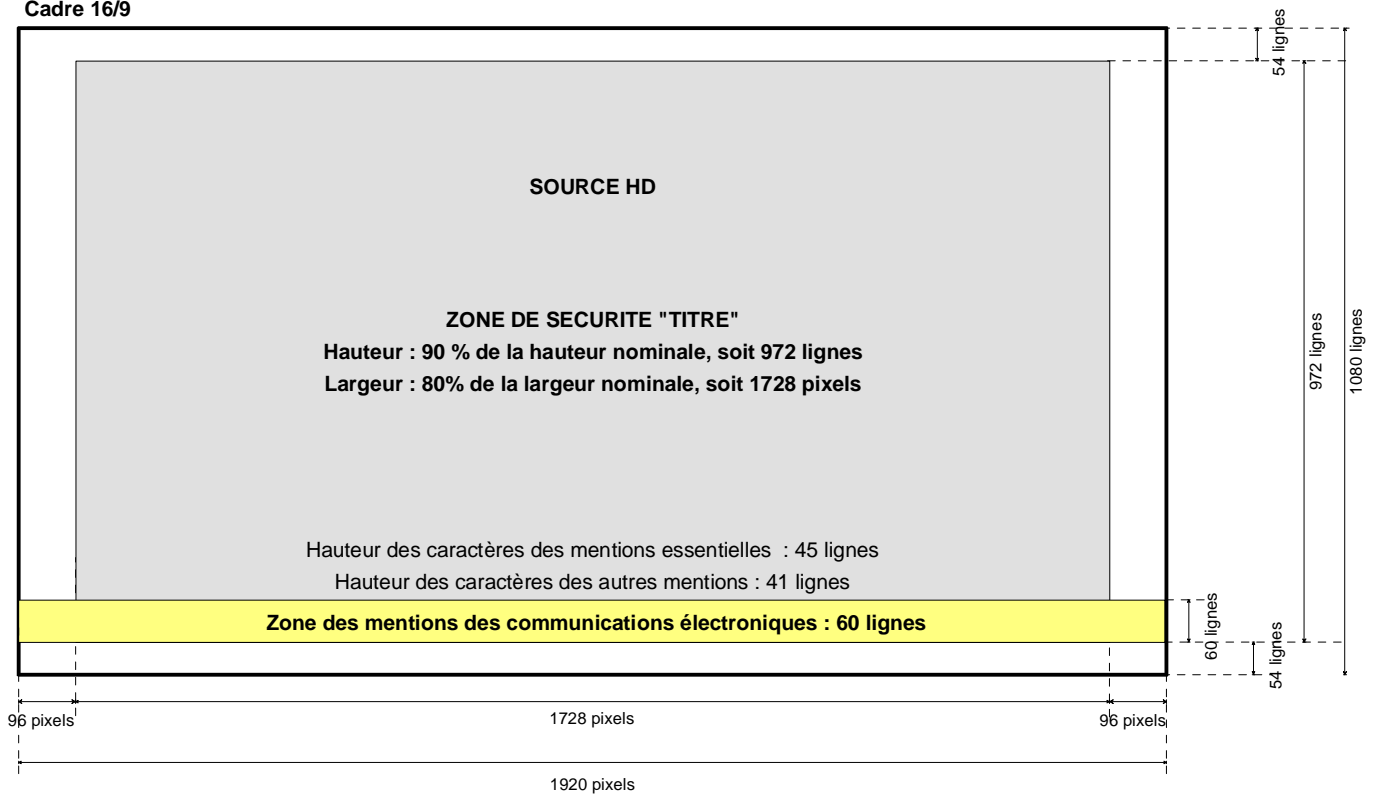 Cadre 16/9
54 lignes
SOURCE HD
ZONE DE SECURITE "TITRE"
Hauteur : 90 % de la hauteur nominale, soit 972 lignes
Largeur : 80% de la largeur nominale, soit 1728 pixels
972 lignes
1080 lignes
Hauteur des caractères des mentions essentielles : 45 lignes
Hauteur des caractères des autres mentions : 41 lignes
Zone des mentions des communications électroniques : 60 lignes
60 lignes
54 lignes
96 pixels
1728 pixels
96 pixels
1920 pixels